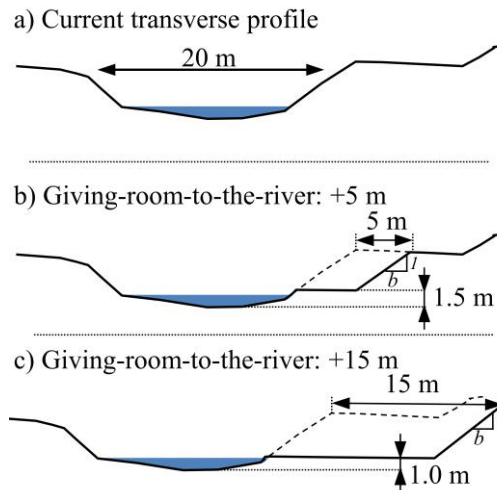 a) Current transverse profile
20 m
b) Giving-room-to-the-river: +5 m
5 m
1
b
1.5 m
c) Giving-room-to-the-river: +15 m
15 m
b
1.0 m